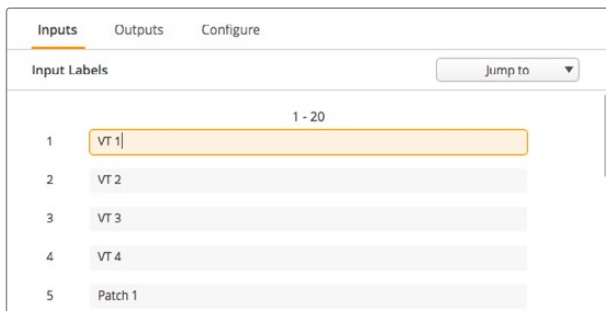 Inputs Outputs Configure
Input Labels Jump to
1 - 20
1 VT 1
2 VT 2
3 VT 3
4 VT 4
5 Patch 1